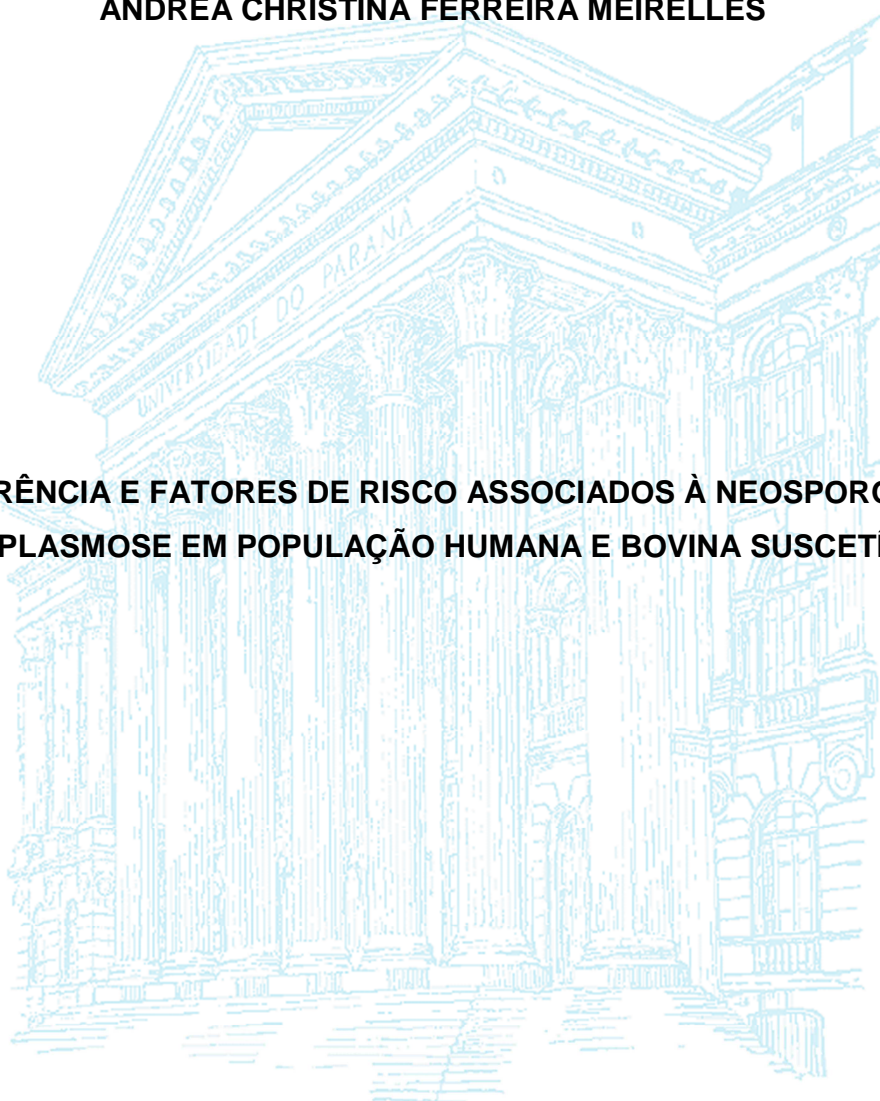 ANDREA CHRISTINA FERREIRA MEIRELLES
UNIVERSIDADE DO PARANÁ
RÊNCIA E FATORES DE RISCO ASSOCIADOS À NEOSPORO
PLASMOSE EM POPULAÇÃO HUMANA E BOVINA SUSCETÍ